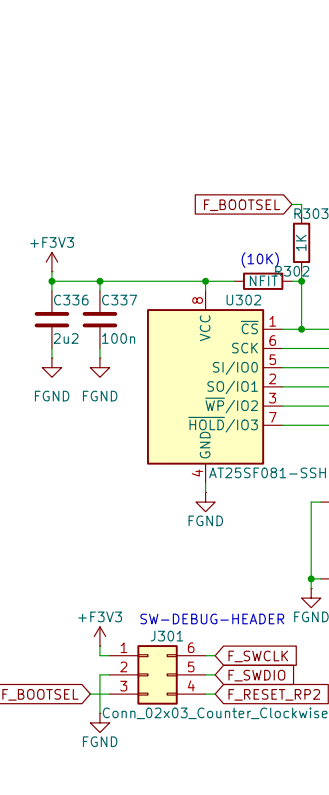 F_BOOTSEL
R303
1K
+F3V3
(10K)
R302
NFIT
C336
C337
2u2
100n
FGND
FGND
U302
8
VCC
CS 1
SCK 6
SI/IO0 5
SO/IO1 2
WP/IO2 3
HOLD/IO3 7
GND
4
AT25SF081-SSH
FGND
FGND
+F3V3
SW-DEBUG-HEADER
J301
1 6 F_SWCLK
2 5 F_SWDIO
F_BOOTSEL 3 4 F_RESET_RP2
Conn_02x03_Counter_Clockwise
FGND